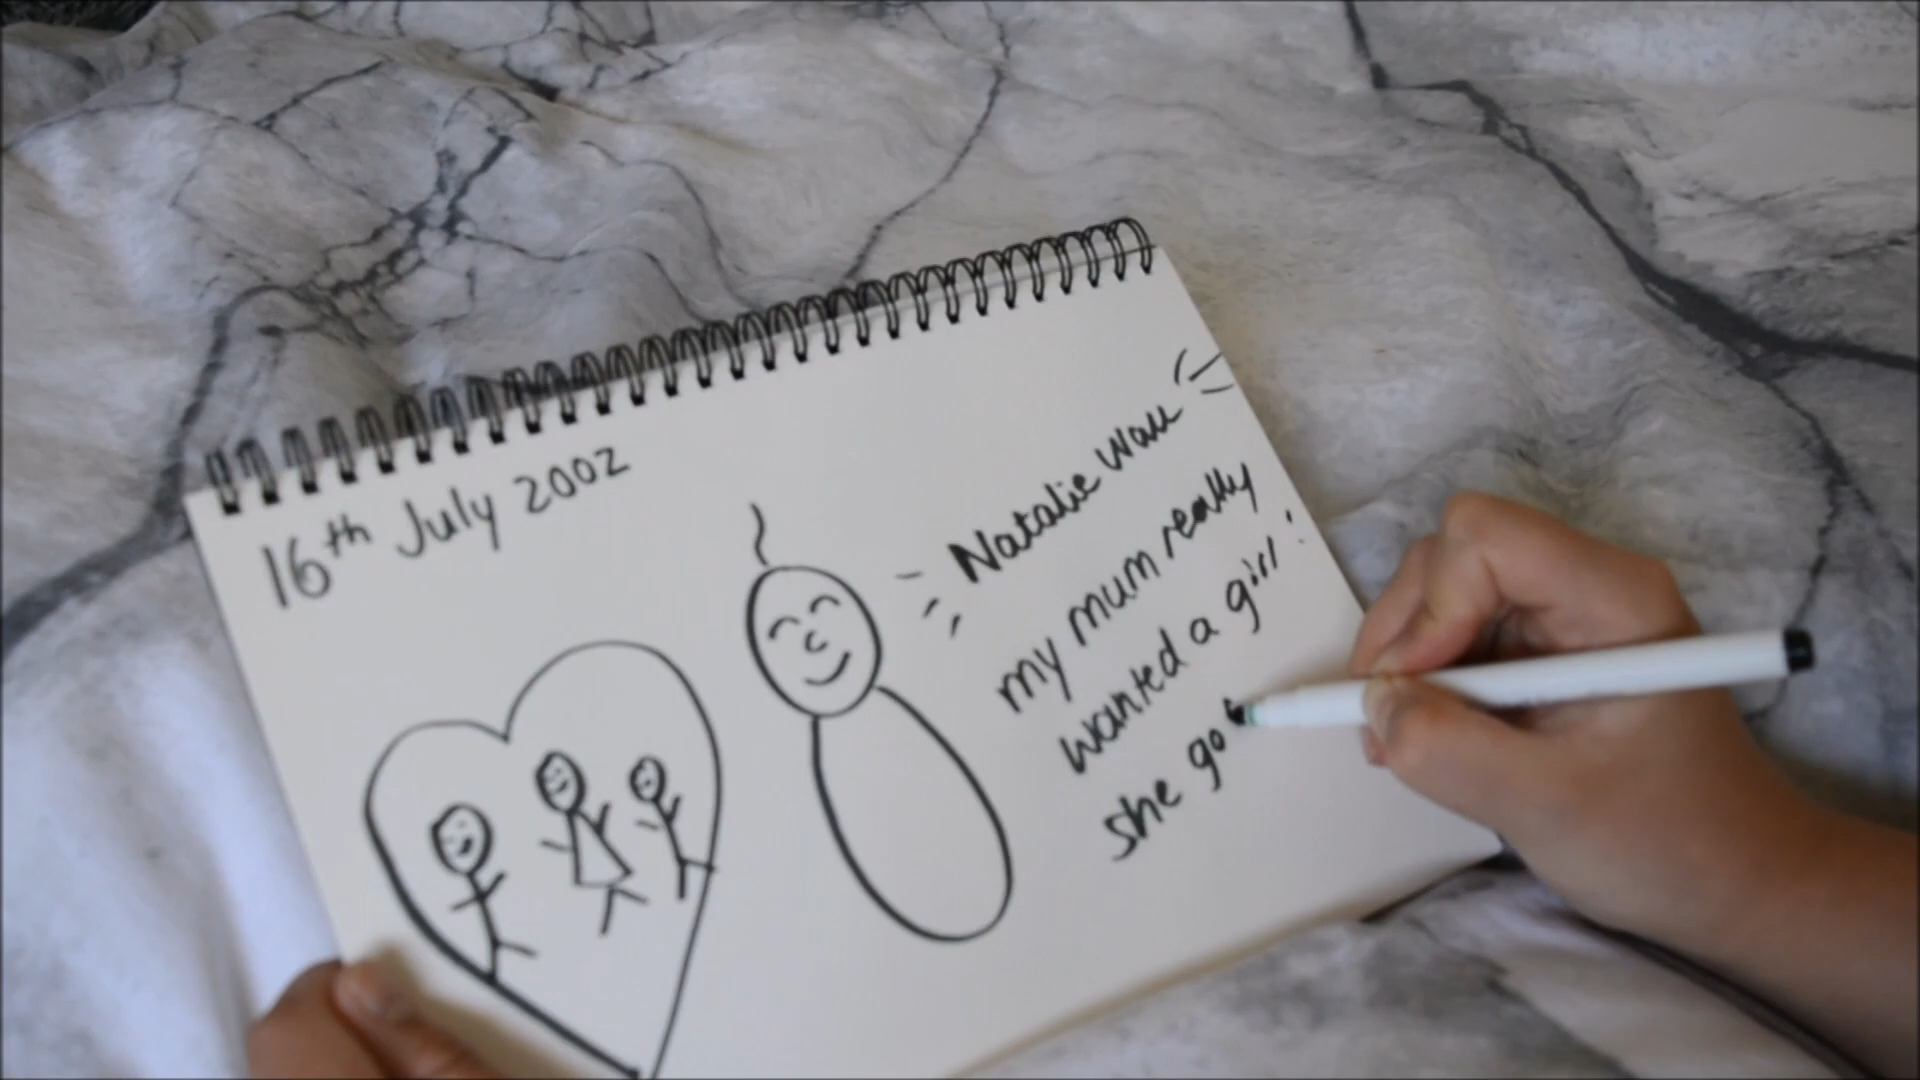 16th July 2002
Natalie Wall
my mum really
wanted a girl!
she go